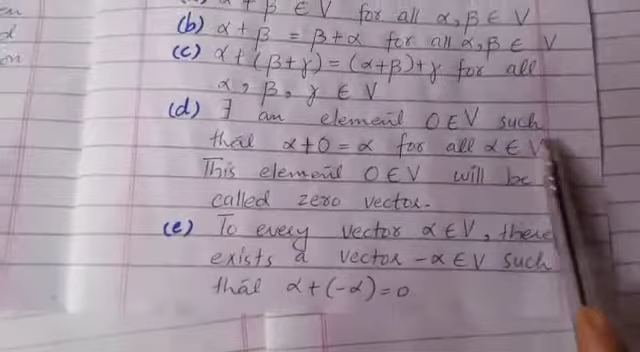 + β ∈ V for all α, β ∈ V
(b) α + β = β + α for all α, β ∈ V
(c) α + (β + γ) = (α + β) + γ for all
α, β, γ ∈ V
(d) ∃ an element 0 ∈ V such
that α + 0 = α for all α ∈ V
This element 0 ∈ V will be
called zero vector.
(e) To every vector α ∈ V, there
exists a vector -α ∈ V such
that α + (-α) = 0